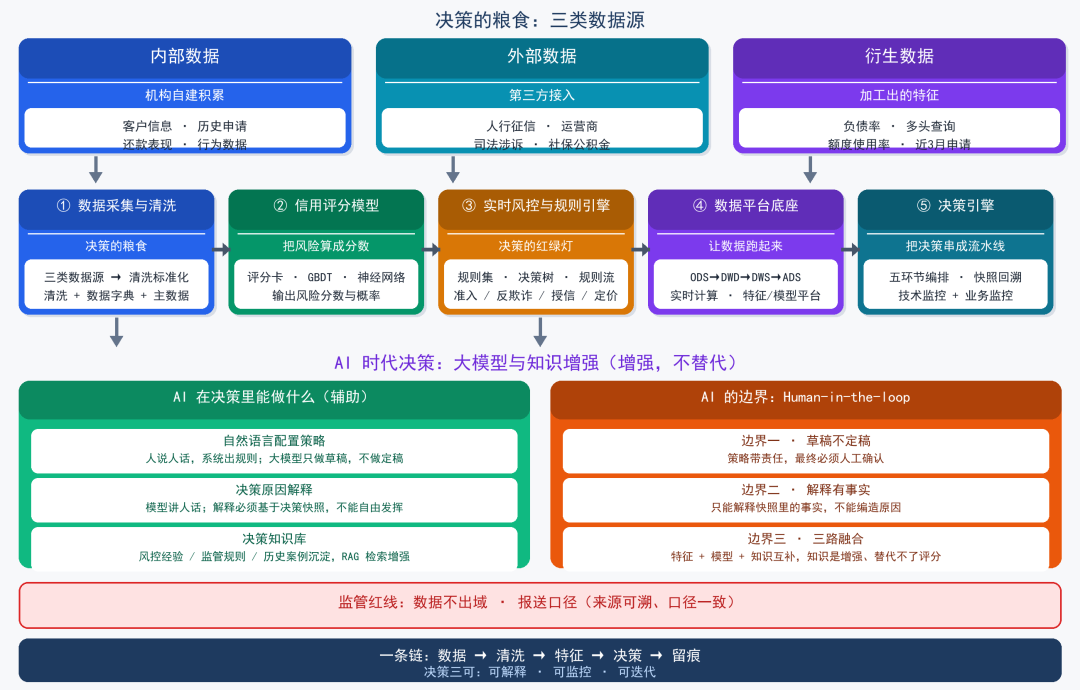 决策的粮食：三类数据源
内部数据
机构自建积累
客户信息 · 历史申请
还款表现 · 行为数据
外部数据
第三方接入
人行征信 · 运营商
司法涉诉 · 社保公积金
衍生数据
加工出的特征
负债率 · 多头查询
额度使用率 · 近3月申请
① 数据采集与清洗
决策的粮食
三类数据源 → 清洗标准化
清洗 + 数据字典 + 主数据
② 信用评分模型
把风险算成分数
评分卡 · GBDT · 神经网络
输出风险分数与概率
③ 实时风控与规则引擎
决策的红绿灯
规则集 · 决策树 · 规则流
准入 / 反欺诈 / 授信 / 定价
④ 数据平台底座
让数据跑起来
ODS→DWD→DWS→ADS
实时计算 · 特征/模型平台
⑤ 决策引擎
把决策串成流水线
五环节编排 · 快照回溯
技术监控 + 业务监控
AI 时代决策：大模型与知识增强（增强，不替代）
AI 在决策里能做什么（辅助）
自然语言配置策略
人说人话，系统出规则；大模型只做草稿，不做定稿
决策原因解释
模型讲人话；解释必须基于决策快照，不能自由发挥
决策知识库
风控经验 / 监管规则 / 历史案例沉淀，RAG 检索增强
AI 的边界：Human-in-the-loop
边界一 · 草稿不定稿
策略带责任，最终必须人工确认
边界二 · 解释有事实
只能解释快照里的事实，不能编造原因
边界三 · 三路融合
特征 + 模型 + 知识互补，知识是增强、替代不了评分
监管红线：数据不出域 · 报送口径（来源可溯、口径一致）
一条链：数据 → 清洗 → 特征 → 决策 → 留痕
决策三可：可解释 · 可监控 · 可迭代